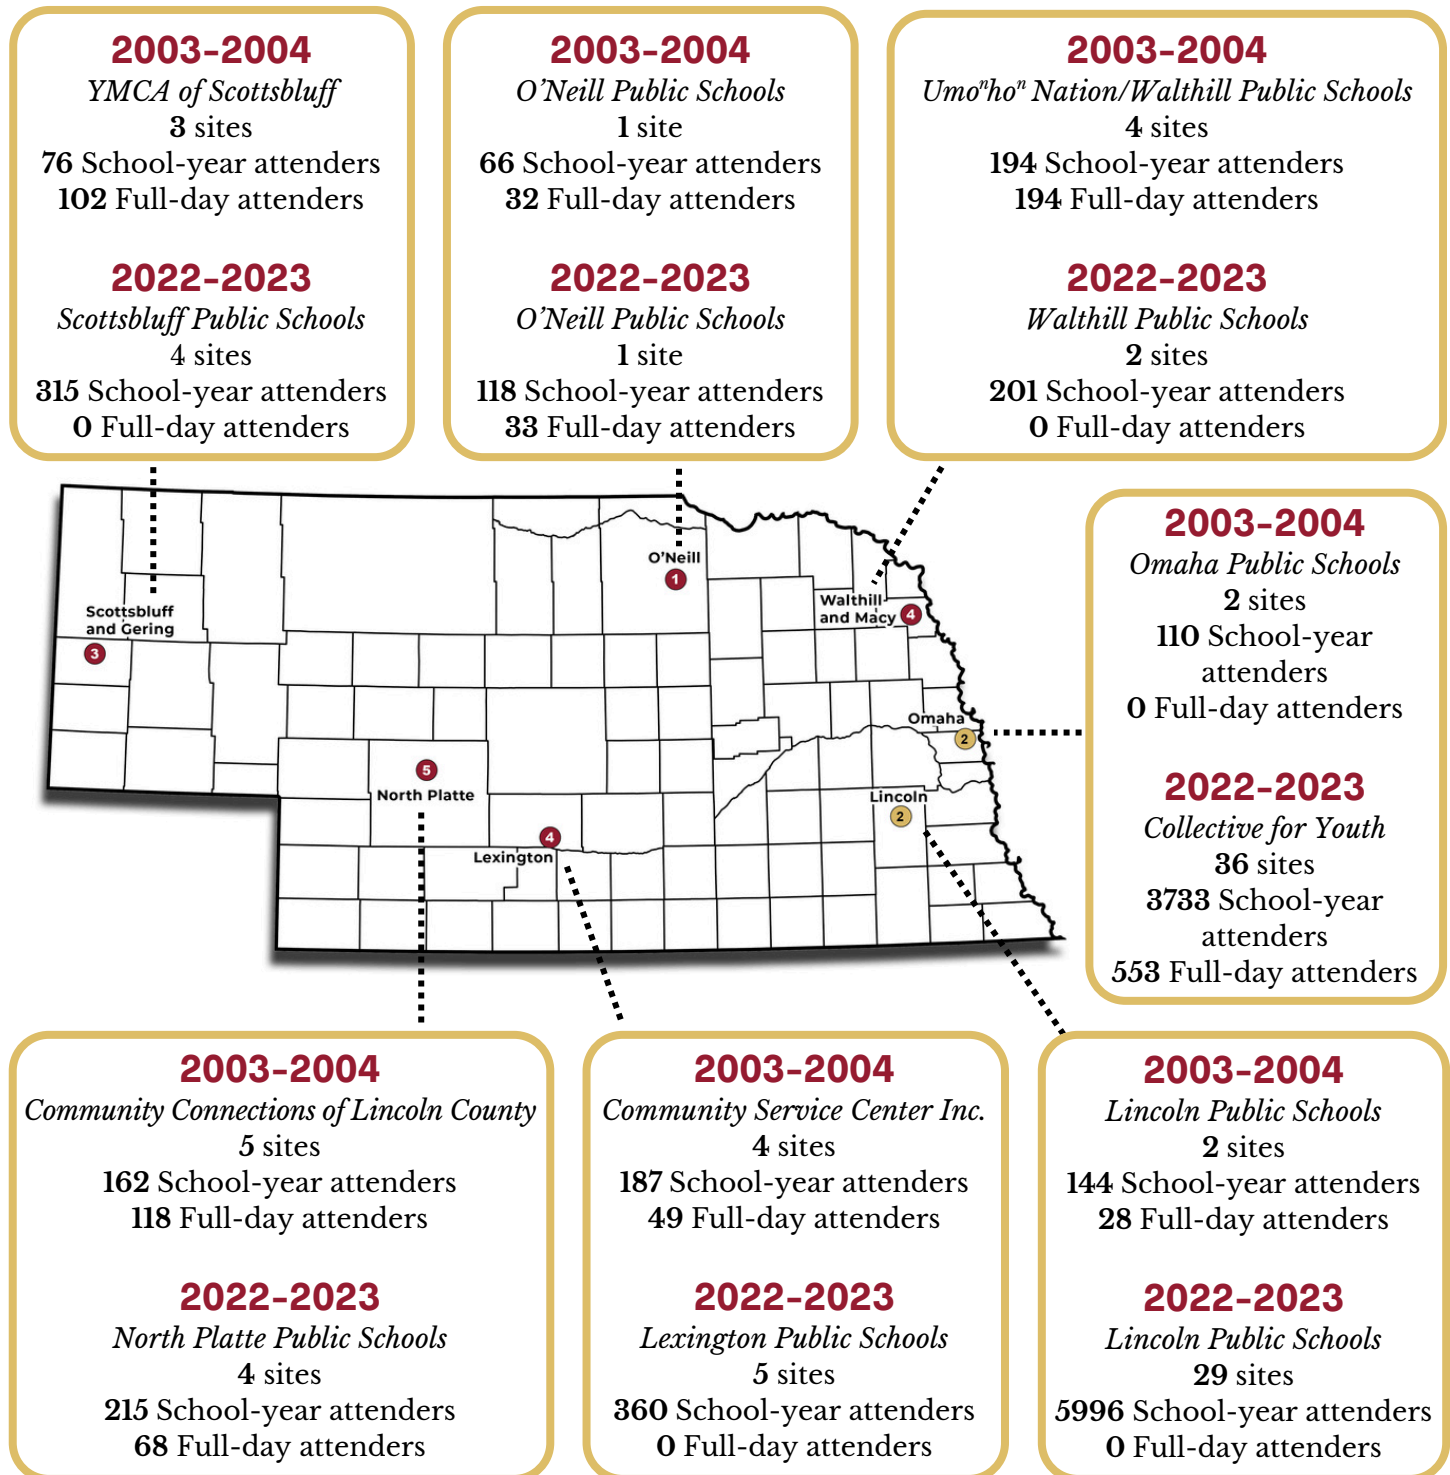 2003-2004
YMCA of Scottsbluff
3 sites
76 School-year attenders
102 Full-day attenders
2022-2023
Scottsbluff Public Schools
4 sites
315 School-year attenders
0 Full-day attenders
2003-2004
O'Neill Public Schools
1 site
66 School-year attenders
32 Full-day attenders
2022-2023
O'Neill Public Schools
1 site
118 School-year attenders
33 Full-day attenders
2003-2004
Umoⁿhoⁿ Nation/Walthill Public Schools
4 sites
194 School-year attenders
194 Full-day attenders
2022-2023
Walthill Public Schools
2 sites
201 School-year attenders
0 Full-day attenders
O'Neill
1
Scottsbluff
and Gering
3
Walthill
and Macy
4
Omaha
2
5
North Platte
Lincoln
2
4
Lexington
2003-2004
Omaha Public Schools
2 sites
110 School-year
attenders
0 Full-day attenders
2022-2023
Collective for Youth
36 sites
3733 School-year
attenders
553 Full-day attenders
2003-2004
Community Connections of Lincoln County
5 sites
162 School-year attenders
118 Full-day attenders
2022-2023
North Platte Public Schools
4 sites
215 School-year attenders
68 Full-day attenders
2003-2004
Community Service Center Inc.
4 sites
187 School-year attenders
49 Full-day attenders
2022-2023
Lexington Public Schools
5 sites
360 School-year attenders
0 Full-day attenders
2003-2004
Lincoln Public Schools
2 sites
144 School-year attenders
28 Full-day attenders
2022-2023
Lincoln Public Schools
29 sites
5996 School-year attenders
0 Full-day attenders